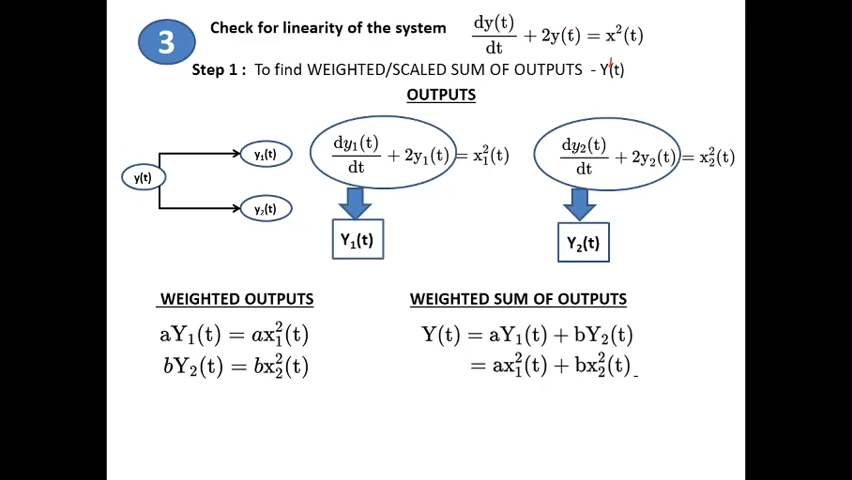 3
Check for linearity of the system dy(t)/dt + 2y(t) = x²(t)
Step 1 : To find WEIGHTED/SCALED SUM OF OUTPUTS - Y(t)
OUTPUTS
y(t)
y₁(t)
y₂(t)
dy₁(t)/dt + 2y₁(t) = x₁²(t)
dy₂(t)/dt + 2y₂(t) = x₂²(t)
Y₁(t)
Y₂(t)
WEIGHTED OUTPUTS
aY₁(t) = ax₁²(t)
bY₂(t) = bx₂²(t)
WEIGHTED SUM OF OUTPUTS
Y(t) = aY₁(t) + bY₂(t)
= ax₁²(t) + bx₂²(t)